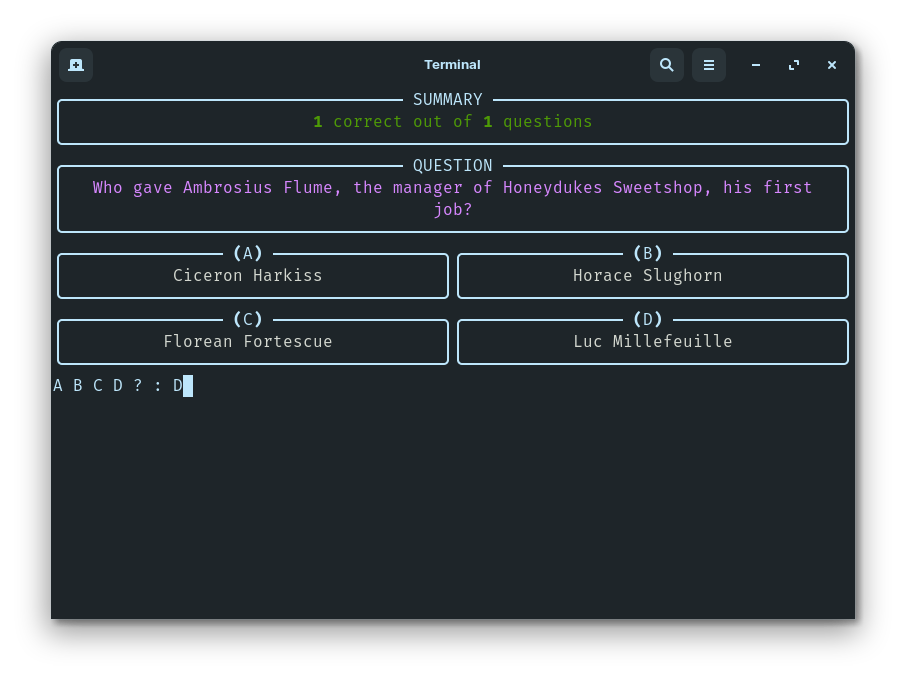 Terminal
SUMMARY
1 correct out of 1 questions
QUESTION
Who gave Ambrosius Flume, the manager of Honeydukes Sweetshop, his first
job?
(A)
Ciceron Harkiss
(B)
Horace Slughorn
(C)
Florean Fortescue
(D)
Luc Millefeuille
A B C D ? : D